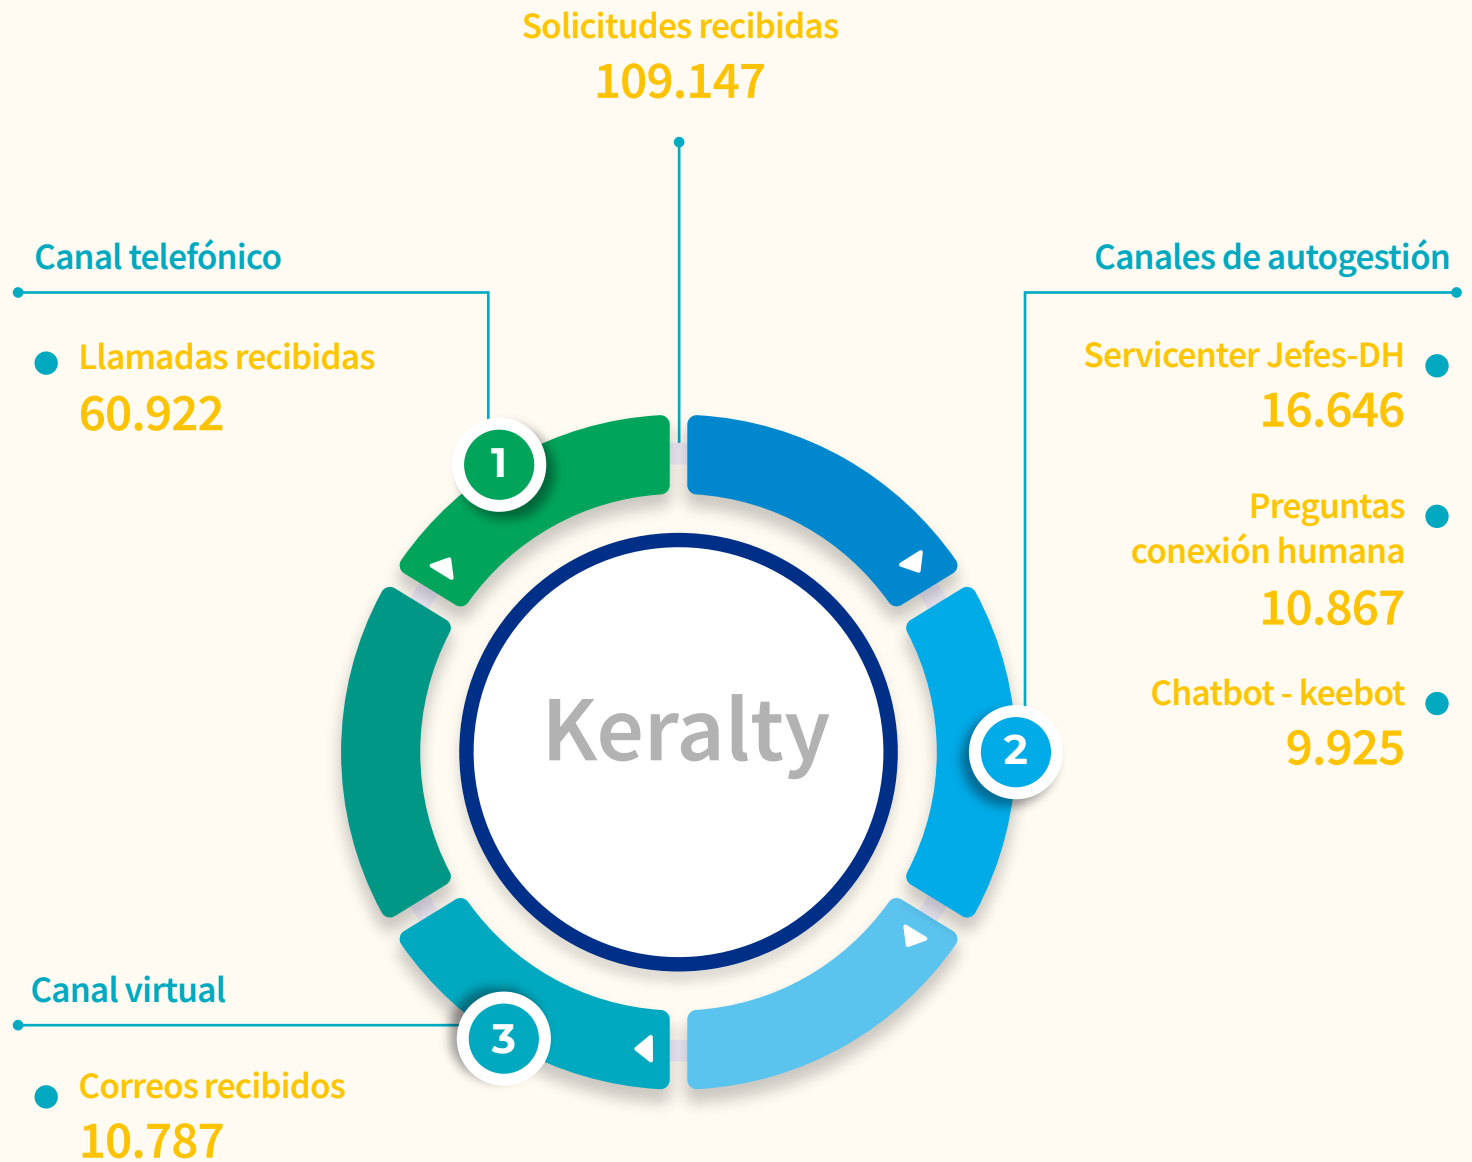 Solicitudes recibidas
109.147
Canal telefónico
Llamadas recibidas
60.922
Canales de autogestión
Servicenter Jefes-DH
16.646
Preguntas
conexión humana
10.867
Chatbot - keebot
9.925
1
Keralty
2
Canal virtual
3
Correos recibidos
10.787